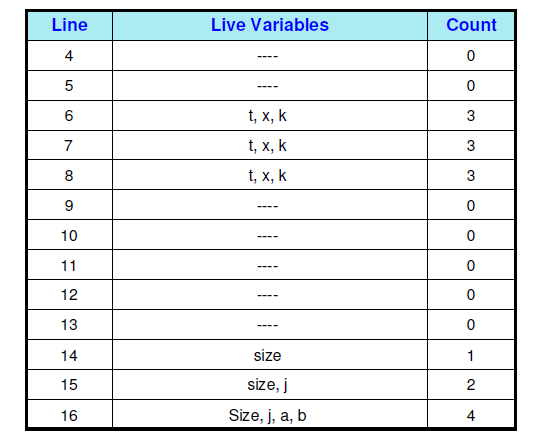 Line Live Variables Count
4 ---- 0
5 ---- 0
6 t, x, k 3
7 t, x, k 3
8 t, x, k 3
9 ---- 0
10 ---- 0
11 ---- 0
12 ---- 0
13 ---- 0
14 size 1
15 size, j 2
16 Size, j, a, b 4